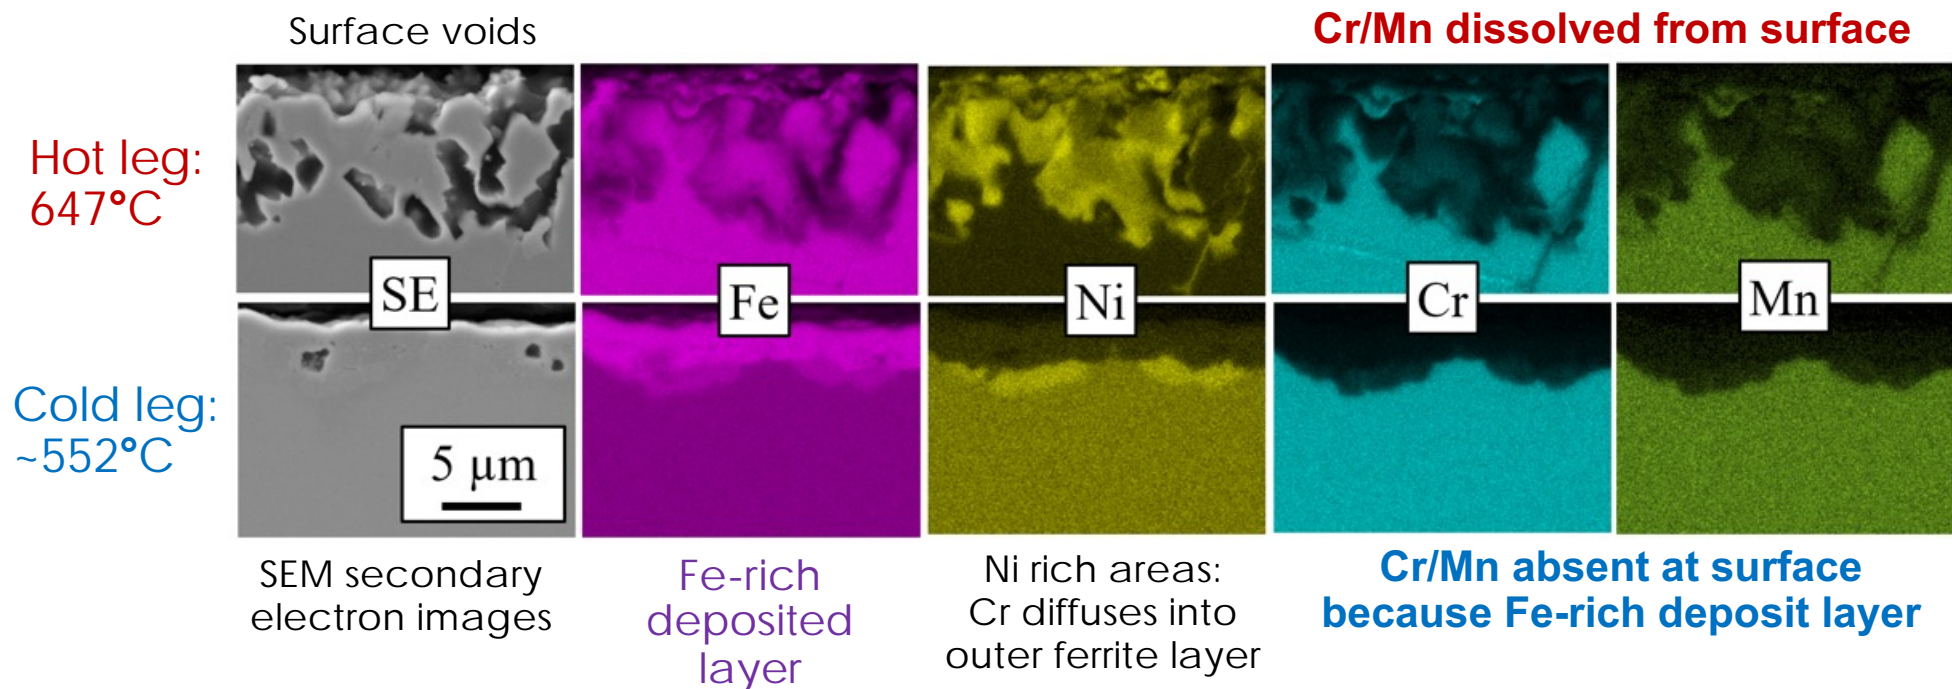 Surface voids
Cr/Mn dissolved from surface
Hot leg:
647°C
SE
Fe
Ni
Cr
Mn
Cold leg:
~552°C
5 µm
SEM secondary
electron images
Fe-rich
deposited
layer
Ni rich areas:
Cr diffuses into
outer ferrite layer
Cr/Mn absent at surface
because Fe-rich deposit layer